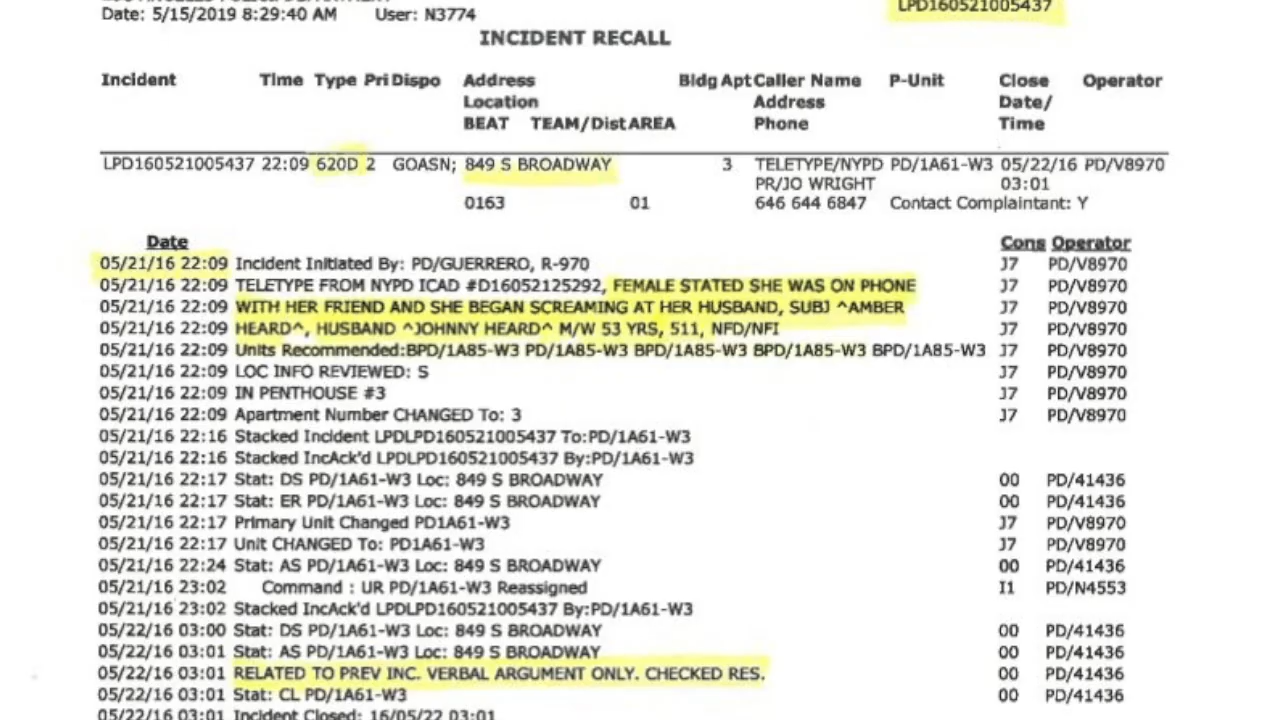 Date: 5/15/2019 8:29:40 AM User: N3774
LPD160521005437
INCIDENT RECALL
Incident Time Type Pri Dispo Address Bldg Apt Caller Name P-Unit Close Operator
Location Address Date/
BEAT TEAM/Dist AREA Phone Time
LPD160521005437 22:09 620D 2 GOASN; 849 S BROADWAY 3 TELETYPE/NYPD PD/1A61-W3 05/22/16 PD/V8970
PR/JO WRIGHT 03:01
0163 01 646 644 6847 Contact Complaintant: Y
Date Cons Operator
05/21/16 22:09 Incident Initiated By: PD/GUERRERO, R-970 J7 PD/V8970
05/21/16 22:09 TELETYPE FROM NYPD ICAD #D16052125292, FEMALE STATED SHE WAS ON PHONE J7 PD/V8970
05/21/16 22:09 WITH HER FRIEND AND SHE BEGAN SCREAMING AT HER HUSBAND, SUBJ ^AMBER J7 PD/V8970
05/21/16 22:09 HEARD^, HUSBAND ^JOHNNY HEARD^ M/W 53 YRS, 511, NFD/NFI J7 PD/V8970
05/21/16 22:09 Units Recommended:BPD/1A85-W3 PD/1A85-W3 BPD/1A85-W3 BPD/1A85-W3 BPD/1A85-W3 J7 PD/V8970
05/21/16 22:09 LOC INFO REVIEWED: S J7 PD/V8970
05/21/16 22:09 IN PENTHOUSE #3 J7 PD/V8970
05/21/16 22:09 Apartment Number CHANGED To: 3 J7 PD/V8970
05/21/16 22:16 Stacked Incident LPDLPD160521005437 To:PD/1A61-W3
05/21/16 22:16 Stacked IncAck'd LPDLPD160521005437 By:PD/1A61-W3
05/21/16 22:17 Stat: DS PD/1A61-W3 Loc: 849 S BROADWAY 00 PD/41436
05/21/16 22:17 Stat: ER PD/1A61-W3 Loc: 849 S BROADWAY 00 PD/41436
05/21/16 22:17 Primary Unit Changed PD1A61-W3 J7 PD/V8970
05/21/16 22:17 Unit CHANGED To: PD1A61-W3 J7 PD/V8970
05/21/16 22:24 Stat: AS PD/1A61-W3 Loc: 849 S BROADWAY 00 PD/41436
05/21/16 23:02 Command : UR PD/1A61-W3 Reassigned I1 PD/N4553
05/21/16 23:02 Stacked IncAck'd LPDLPD160521005437 By:PD/1A61-W3
05/22/16 03:00 Stat: DS PD/1A61-W3 Loc: 849 S BROADWAY 00 PD/41436
05/22/16 03:01 Stat: AS PD/1A61-W3 Loc: 849 S BROADWAY 00 PD/41436
05/22/16 03:01 RELATED TO PREV INC. VERBAL ARGUMENT ONLY. CHECKED RES. 00 PD/41436
05/22/16 03:01 Stat: CL PD/1A61-W3 00 PD/41436
05/22/16 03:01 Incident Closed: 16/05/22 03:01